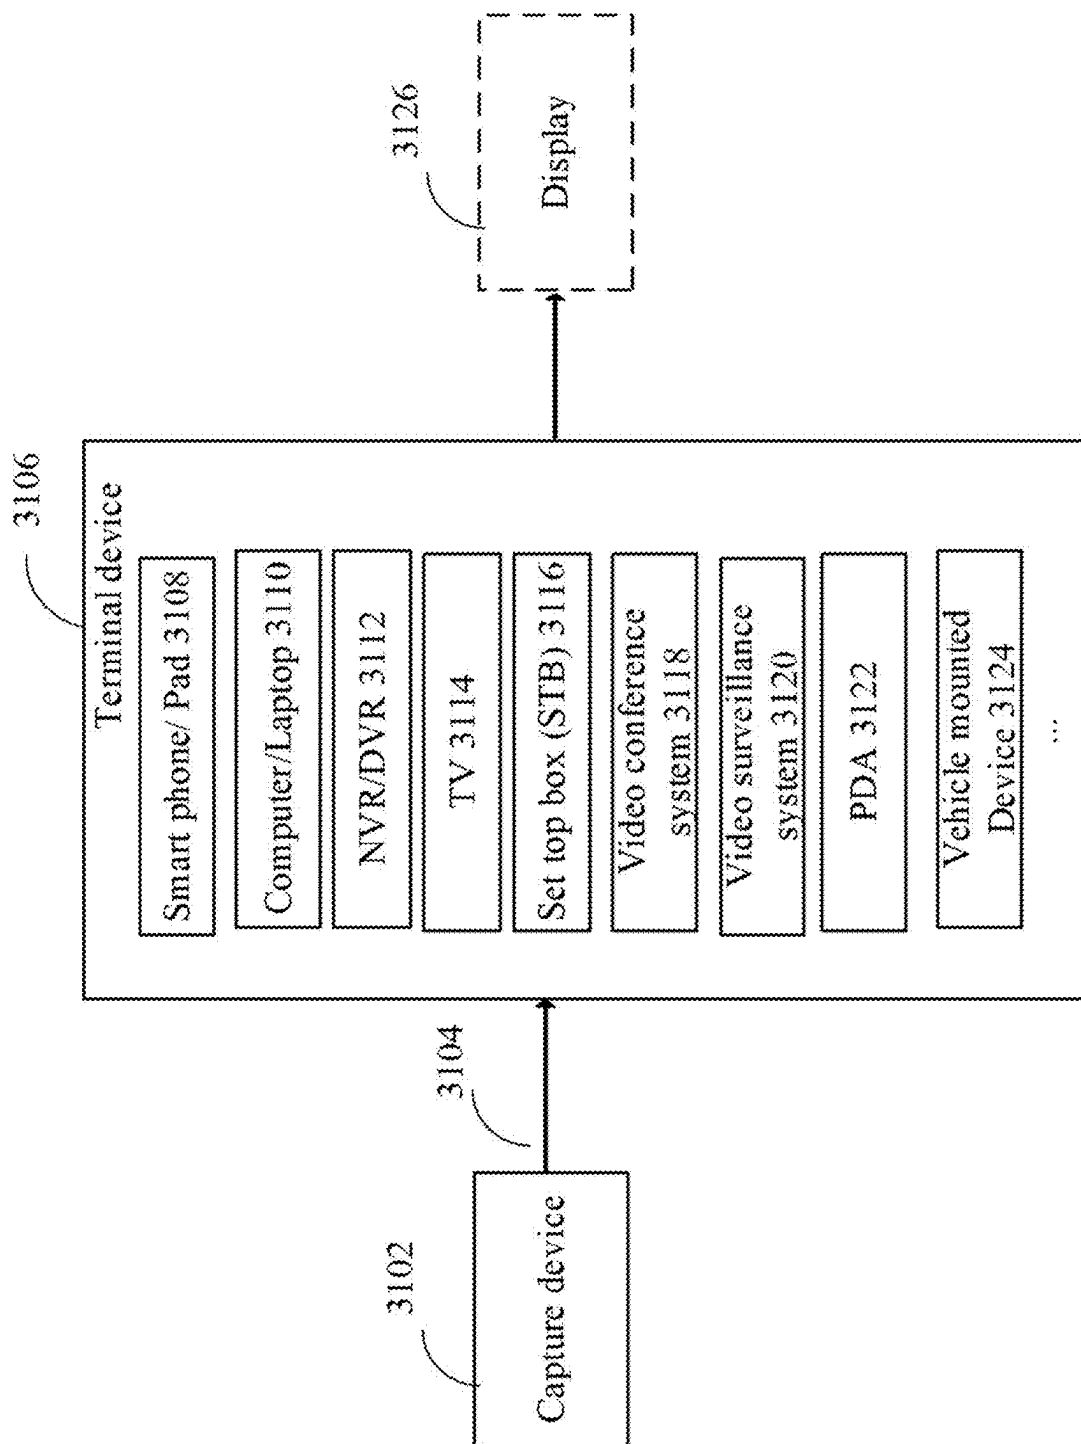 3102
Capture device
3104
3106
Terminal device
Smart phone/ Pad 3108
Computer/Laptop 3110
NVR/DVR 3112
TV 3114
Set top box (STB) 3116
Video conference
system 3118
Video surveillance
system 3120
PDA 3122
Vehicle mounted
Device 3124
...
3126
Display